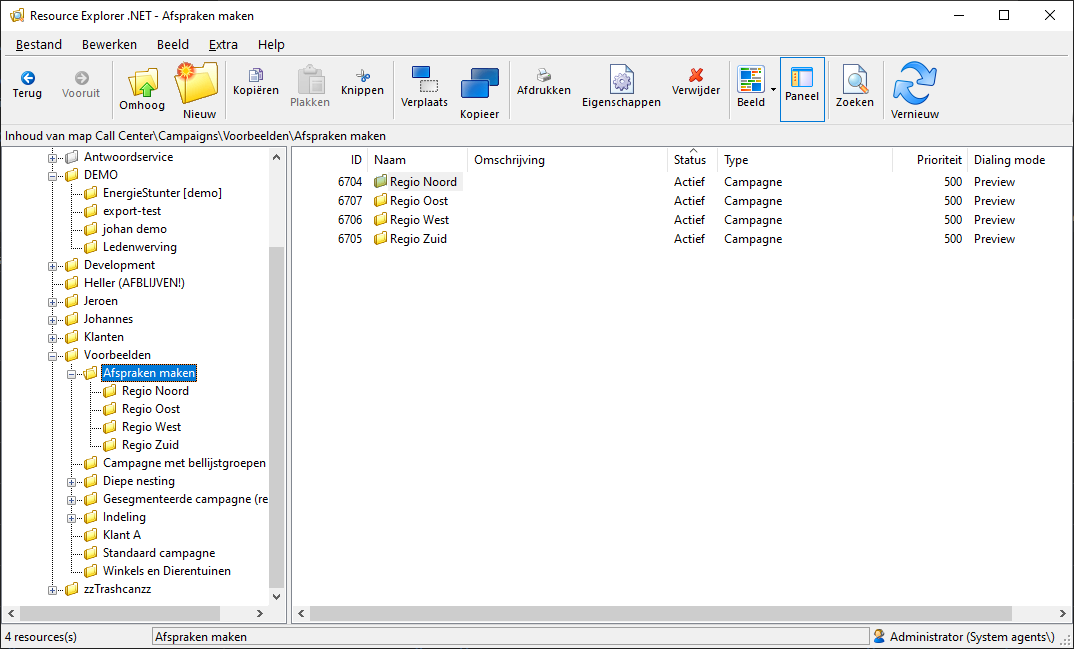 Resource Explorer .NET - Afspraken maken
Bestand Bewerken Beeld Extra Help
Terug Vooruit Omhoog Nieuw Kopiëren Plakken Knippen Verplaats Kopieer Afdrukken Eigenschappen Verwijder Beeld Paneel Zoeken Vernieuw
Inhoud van map Call Center\Campaigns\Voorbeelden\Afspraken maken
Antwoordservice
DEMO
EnergieStunter [demo]
export-test
johan demo
Ledenwerving
Development
Heller (AFBLIJVEN!)
Jeroen
Johannes
Klanten
Voorbeelden
Afspraken maken
Regio Noord
Regio Oost
Regio West
Regio Zuid
Campagne met bellijstgroepen
Diepe nesting
Gesegmenteerde campagne (re
Indeling
Klant A
Standaard campagne
Winkels en Dierentuinen
zzTrashcanzz
ID Naam Omschrijving Status Type Prioriteit Dialing mode
6704 Regio Noord Actief Campagne 500 Preview
6707 Regio Oost Actief Campagne 500 Preview
6706 Regio West Actief Campagne 500 Preview
6705 Regio Zuid Actief Campagne 500 Preview
4 resources(s) Afspraken maken Administrator (System agents\)